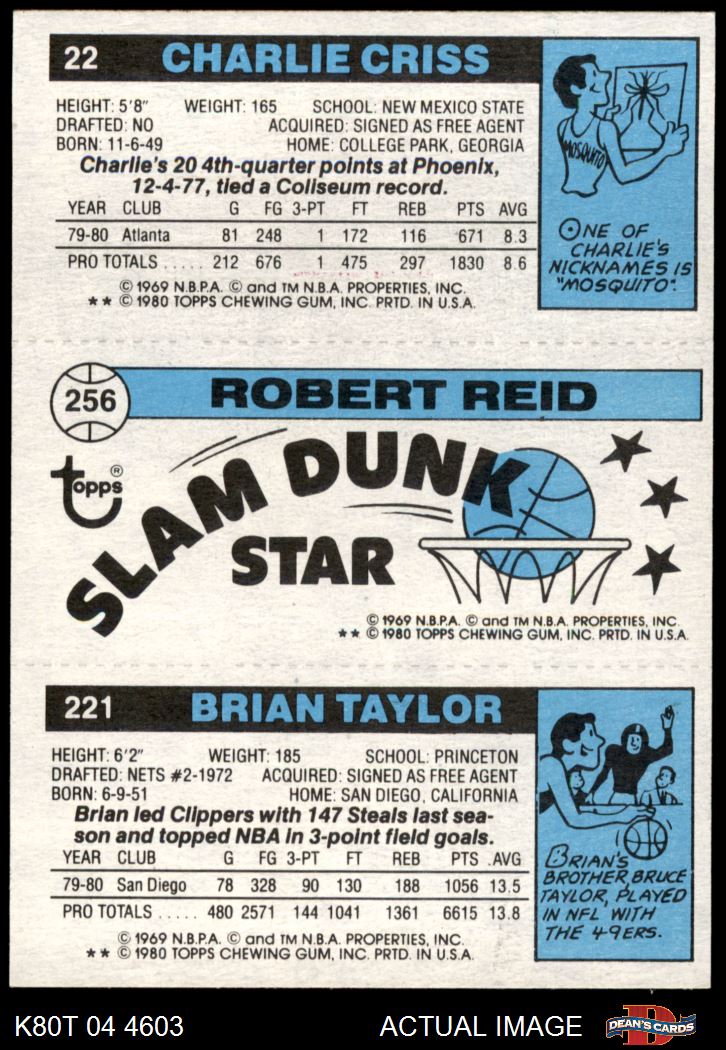 22 CHARLIE CRISS
HEIGHT: 5'8" WEIGHT: 165 SCHOOL: NEW MEXICO STATE
DRAFTED: NO ACQUIRED: SIGNED AS FREE AGENT
BORN: 11-6-49 HOME: COLLEGE PARK, GEORGIA
Charlie's 20 4th-quarter points at Phoenix,
12-4-77, tied a Coliseum record.
YEAR CLUB G FG 3-PT FT REB PTS AVG
79-80 Atlanta 81 248 1 172 116 671 8.3
PRO TOTALS ..... 212 676 1 475 297 1830 8.6
© 1969 N.B.P.A. © and TM N.B.A. PROPERTIES, INC.
** © 1980 TOPPS CHEWING GUM, INC. PRTD. IN U.S.A.
MOSQUITO
ONE OF
CHARLIE'S
NICKNAMES IS
"MOSQUITO".
256 ROBERT REID
topps®
SLAM DUNK
STAR
© 1969 N.B.P.A. © and TM N.B.A. PROPERTIES, INC.
** © 1980 TOPPS CHEWING GUM, INC. PRTD. IN U.S.A.
221 BRIAN TAYLOR
HEIGHT: 6'2" WEIGHT: 185 SCHOOL: PRINCETON
DRAFTED: NETS #2-1972 ACQUIRED: SIGNED AS FREE AGENT
BORN: 6-9-51 HOME: SAN DIEGO, CALIFORNIA
Brian led Clippers with 147 Steals last sea-
son and topped NBA in 3-point field goals.
YEAR CLUB G FG 3-PT FT REB PTS .AVG
79-80 San Diego 78 328 90 130 188 1056 13.5
PRO TOTALS ..... 480 2571 144 1041 1361 6615 13.8
© 1969 N.B.P.A. © and TM N.B.A. PROPERTIES, INC.
** © 1980 TOPPS CHEWING GUM, INC. PRTD. IN U.S.A.
BRIAN'S
BROTHER, BRUCE
TAYLOR, PLAYED
IN NFL WITH
THE 49ERS.
K80T 04 4603 ACTUAL IMAGE D DEAN'S CARDS